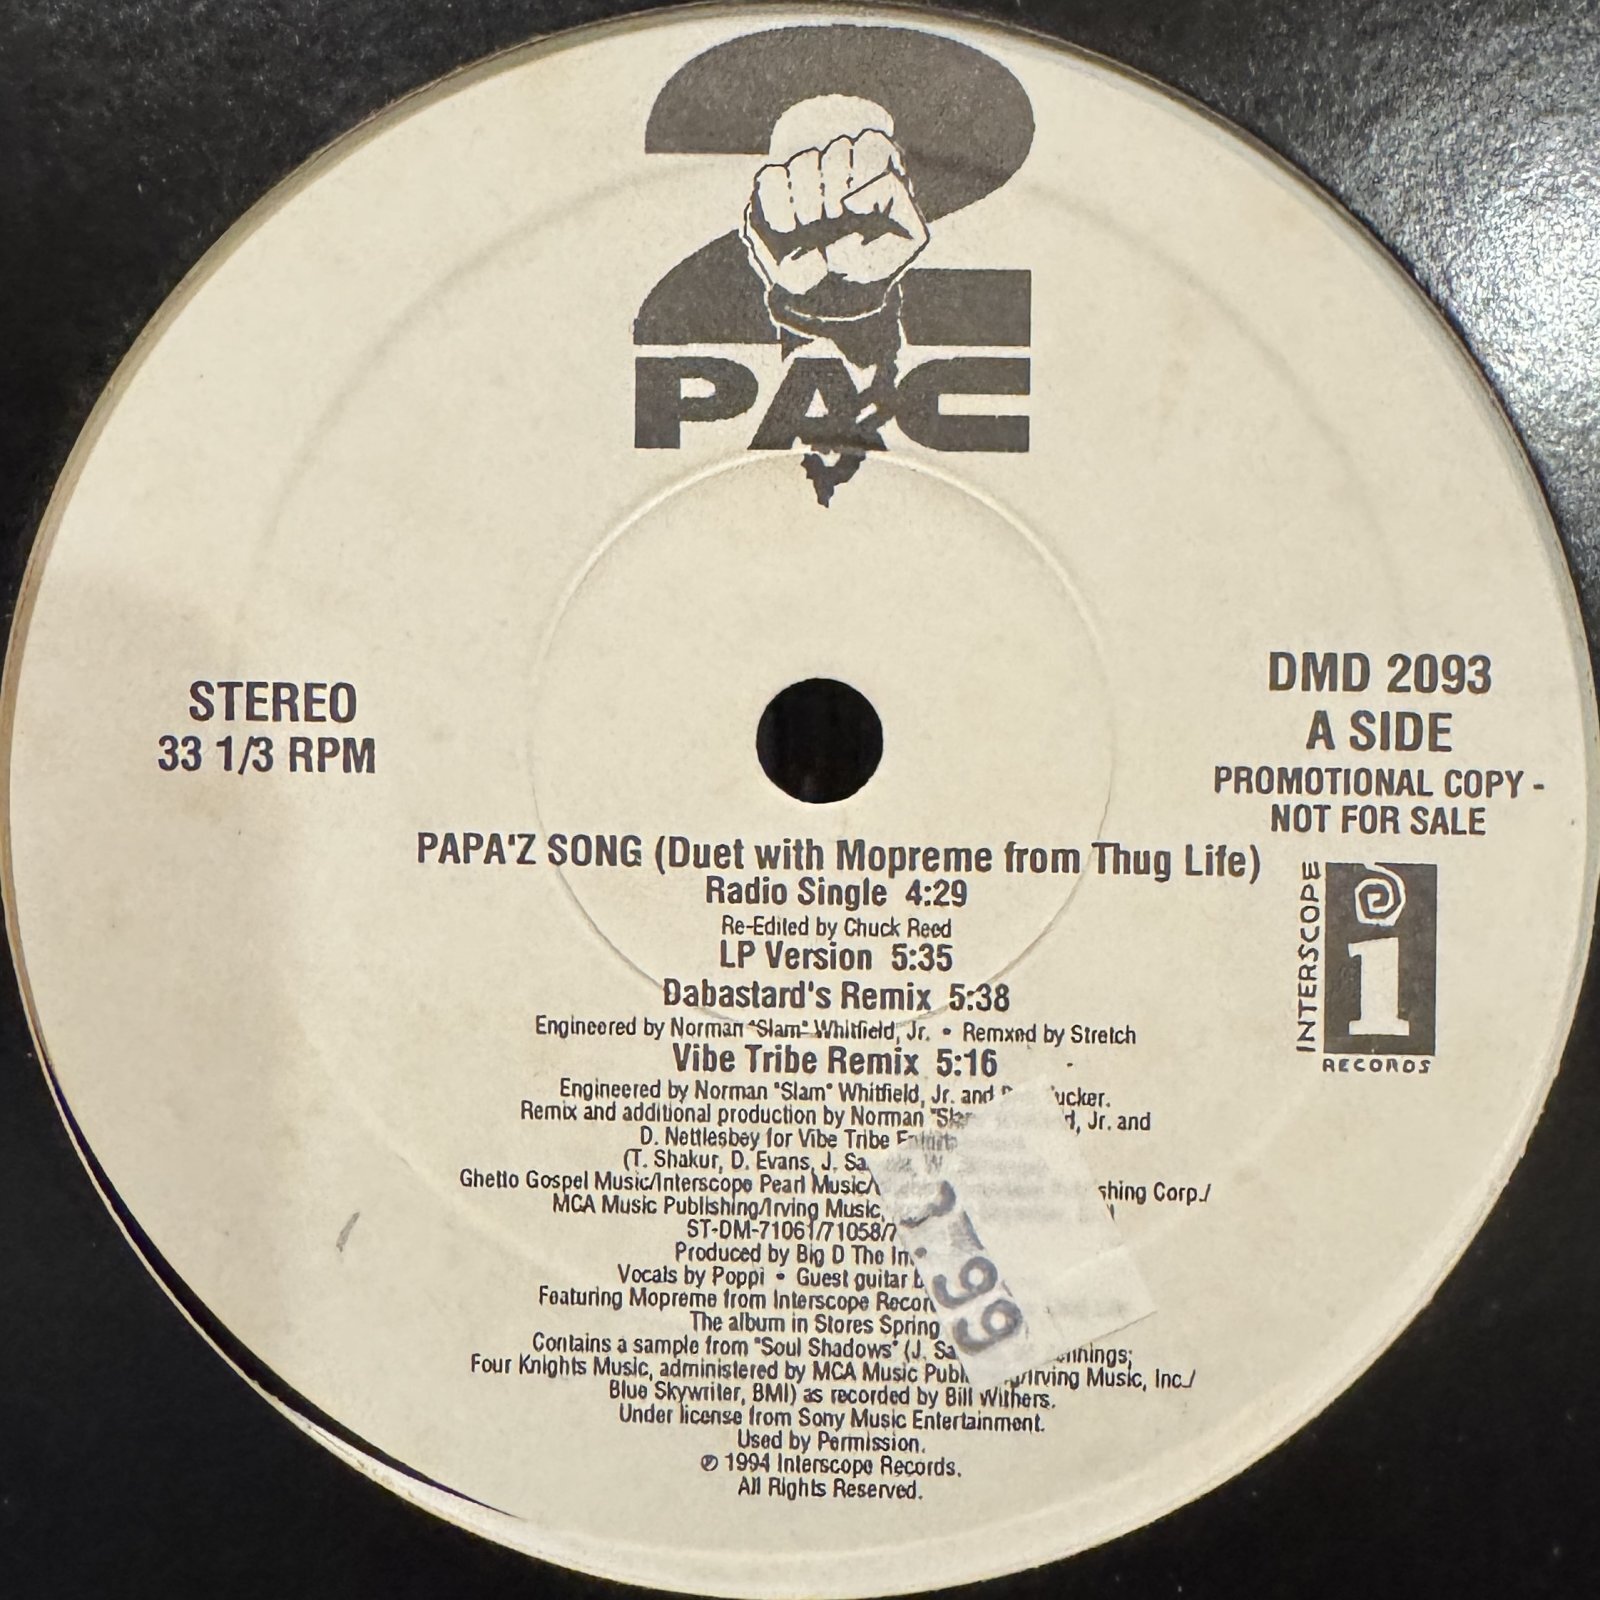 2
PAC
STEREO
33 1/3 RPM
DMD 2093
A SIDE
PROMOTIONAL COPY -
NOT FOR SALE
INTERSCOPE
i
RECORDS
PAPA'Z SONG (Duet with Mopreme from Thug Life)
Radio Single 4:29
Re-Edited by Chuck Reed
LP Version 5:35
Dabastard's Remix 5:38
Engineered by Norman "Slam" Whitfield, Jr. • Remxed by Stretch
Vibe Tribe Remix 5:16
Engineered by Norman "Slam" Whitfield, Jr. and
Remix and additional production by Norman Jr. and
D. Nettlesbey for Vibe Tribe
(T. Shakur, D. Evans, J.
Ghetto Gospel Music/Interscope Pearl Music/ Corp./
MCA Music Publishing/Irving Music,
ST-DM-71061/71058/7
Produced by Big D The
Vocals by Poppi • Guest guitar
Featuring Mopreme from Interscope
The album in Stores Spring
Contains a sample from "Soul Shadows" (J.
Four Knights Music, administered by MCA Music /Irving Music, Inc./
Blue Skywriter, BMI) as recorded by Bill Withers.
Under license from Sony Music Entertainment.
Used by Permission.
℗ 1994 Interscope Records.
All Rights Reserved.